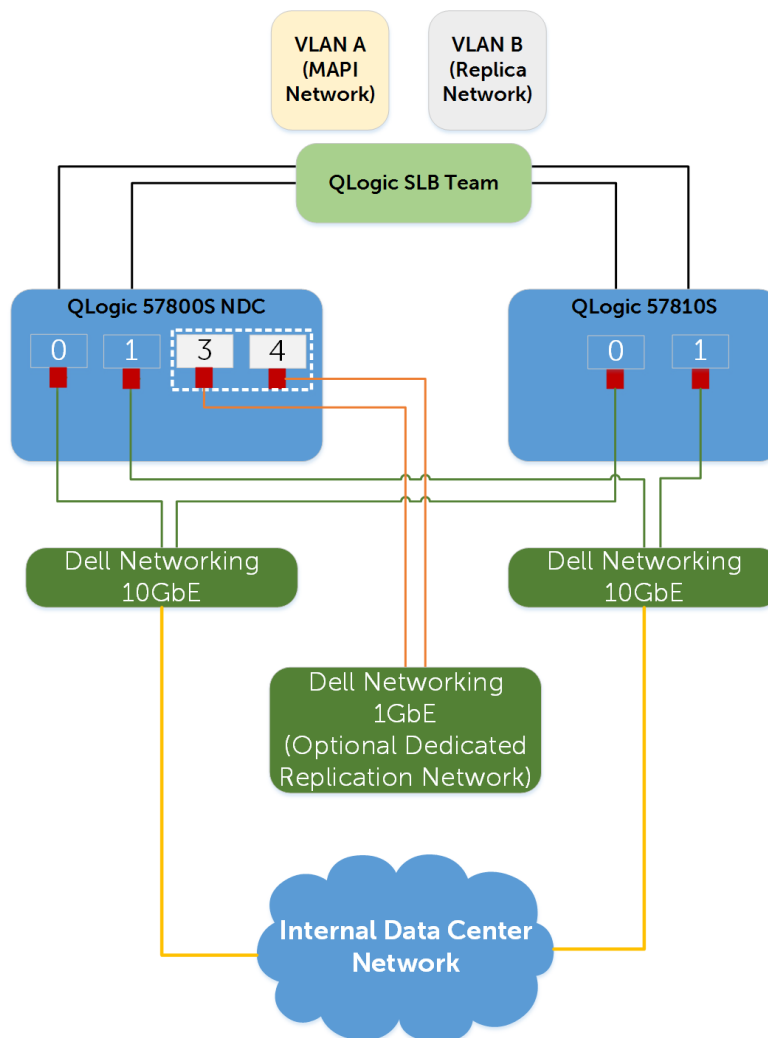 VLAN A
(MAPI
Network)
VLAN B
(Replica
Network)
QLogic SLB Team
QLogic 57800S NDC
0
1
3
4
QLogic 57810S
0
1
Dell Networking
10GbE
Dell Networking
10GbE
Dell Networking
1GbE
(Optional Dedicated
Replication Network)
Internal Data Center
Network